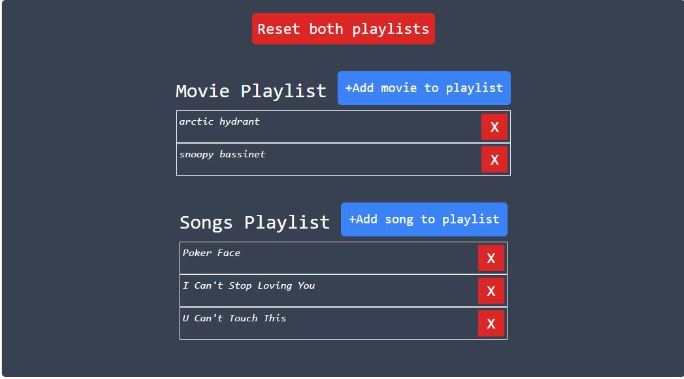 Reset both playlists
Movie Playlist +Add movie to playlist
arctic hydrant X
snoopy bassinet X
Songs Playlist +Add song to playlist
Poker Face X
I Can't Stop Loving You X
U Can't Touch This X